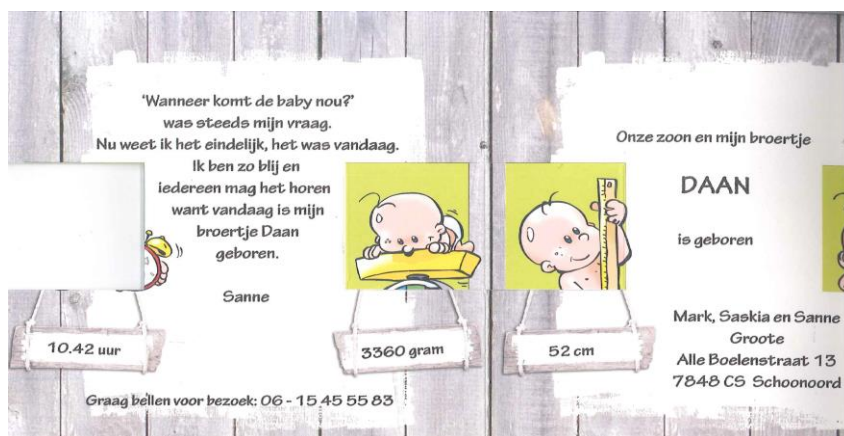 'Wanneer komt de baby nou?'
was steeds mijn vraag.
Nu weet ik het eindelijk, het was vandaag.
Ik ben zo blij en
iedereen mag het horen
want vandaag is mijn
broertje Daan
geboren.
Sanne
10.42 uur
3360 gram
Graag bellen voor bezoek: 06 - 15 45 55 83
52 cm
Onze zoon en mijn broertje
DAAN
is geboren
Mark, Saskia en Sanne
Groote
Alle Boelenstraat 13
7848 CS Schoonoord